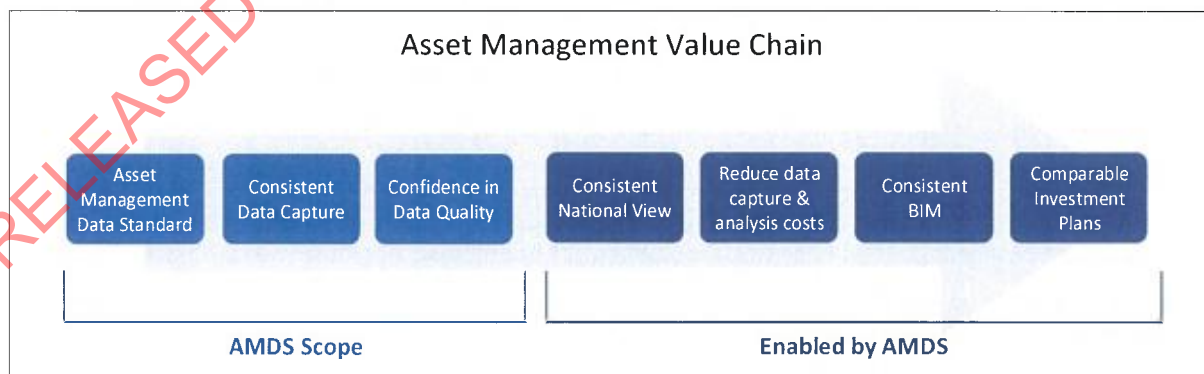 RELEASED
Asset Management Value Chain
Asset
Management
Data Standard
Consistent
Data Capture
Confidence in
Data Quality
Consistent
National View
Reduce data
capture &
analysis costs
Consistent
BIM
Comparable
Investment
Plans
AMDS Scope
Enabled by AMDS